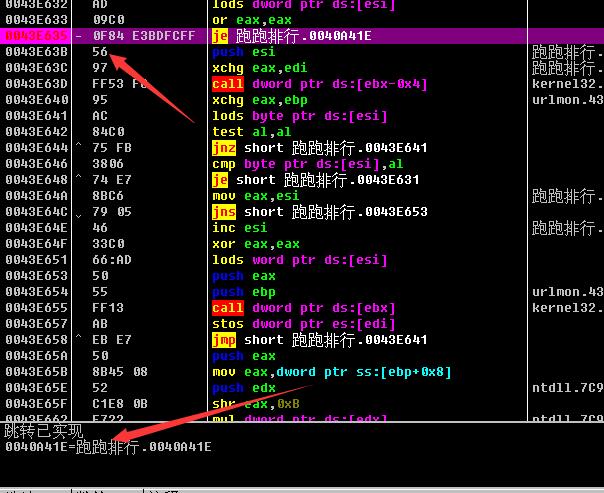 0043E632 AD lods dword ptr ds:[esi]
0043E633 09C0 or eax,eax
0043E635 - 0F84 E3BDFCFF je 跑跑排行.0040A41E
0043E63B 56 push esi 跑跑排行.
0043E63C 97 xchg eax,edi 跑跑排行.
0043E63D FF53 FC call dword ptr ds:[ebx-0x4] kernel32.
0043E640 95 xchg eax,ebp urlmon.43
0043E641 AC lods byte ptr ds:[esi]
0043E642 84C0 test al,al
0043E644 ^ 75 FB jnz short 跑跑排行.0043E641
0043E646 3806 cmp byte ptr ds:[esi],al
0043E648 ^ 74 E7 je short 跑跑排行.0043E631
0043E64A 8BC6 mov eax,esi 跑跑排行.
0043E64C 79 05 jns short 跑跑排行.0043E653
0043E64E 46 inc esi 跑跑排行.
0043E64F 33C0 xor eax,eax
0043E651 66:AD lods word ptr ds:[esi]
0043E653 50 push eax
0043E654 55 push ebp urlmon.43
0043E655 FF13 call dword ptr ds:[ebx] kernel32.
0043E657 AB stos dword ptr es:[edi]
0043E658 ^ EB E7 jmp short 跑跑排行.0043E641
0043E65A 50 push eax
0043E65B 8B45 08 mov eax,dword ptr ss:[ebp+0x8]
0043E65E 52 push edx ntdll.7C9
0043E65F C1E8 0B shr eax,0xB
0043E662 F722 mul dword ptr ds:[edx] ntdll.7C9
跳转已实现
0040A41E=跑跑排行.0040A41E